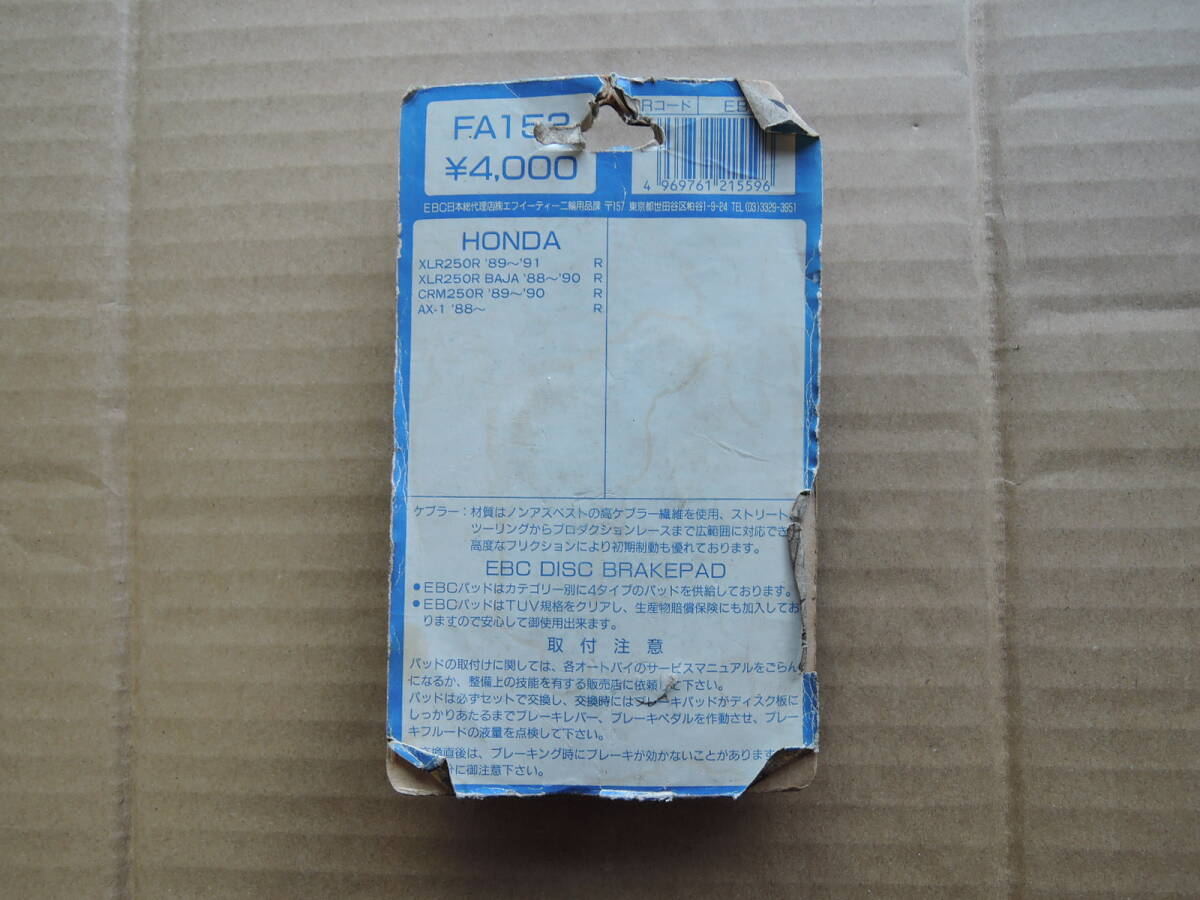 FA152
¥4,000
Rコード EB
4 969761 215596
EBC日本総代理店㈱エフイーティー二輪用品課 〒157 東京都世田谷区粕谷1-9-24 TEL(03)3329-3951
HONDA
XLR250R '89〜'91 R
XLR250R BAJA '88〜'90 R
CRM250R '89〜'90 R
AX-1 '88〜 R
ケブラー：材質はノンアスベストの高ケブラー繊維を使用、ストリート、
ツーリングからプロダクションレースまで広範囲に対応でき
高度なフリクションにより初期制動も優れております。
EBC DISC BRAKEPAD
●EBCパッドはカテゴリー別に4タイプのパッドを供給しております。
●EBCパッドはTUV規格をクリアし、生産物賠償保険にも加入してお
りますので安心して御使用出来ます。
取付注意
パッドの取付けに関しては、各オートバイのサービスマニュアルをごらん
になるか、整備上の技能を有する販売店に依頼して下さい。
パッドは必ずセットで交換し、交換時にはブレーキパッドがディスク板に
しっかりあたるまでブレーキレバー、ブレーキペダルを作動させ、ブレー
キフルードの液量を点検して下さい。
換直後は、ブレーキング時にブレーキが効かないことがあります
分に御注意下さい。